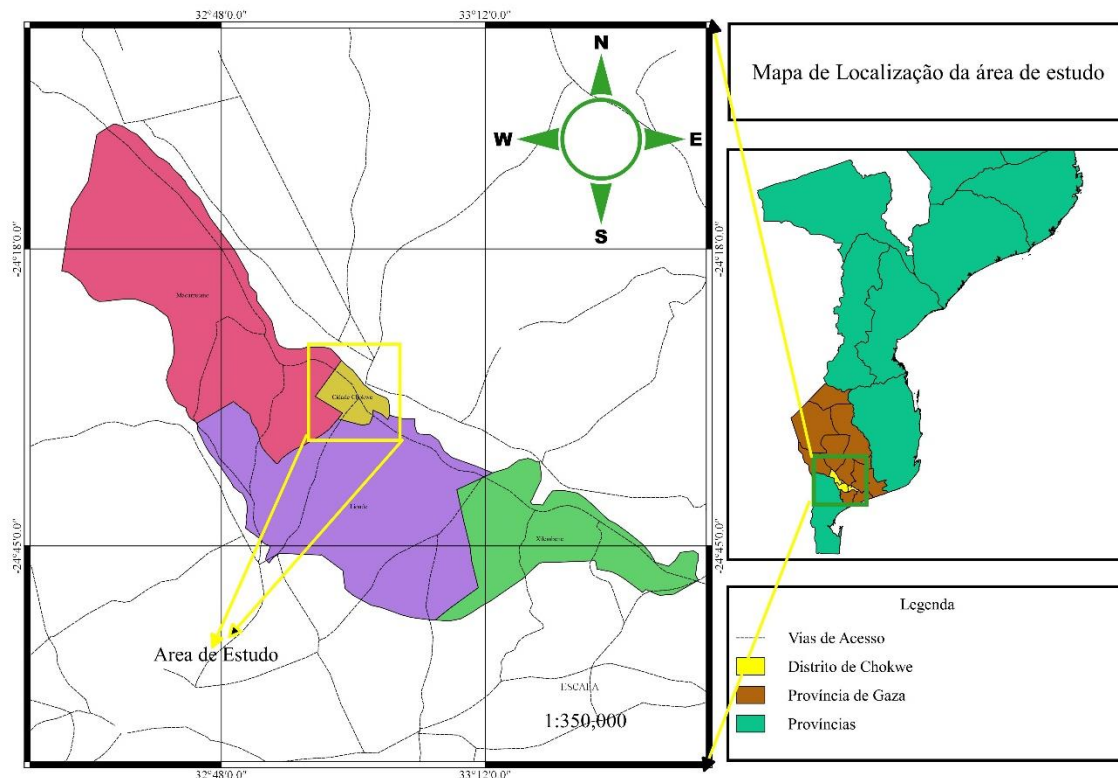 32°48'0.0"
33°12'0.0"
N
W
E
S
-24°18'0.0"
-24°18'0.0"
Macarretane
Cidade Chokwe
Lionde
Xilembene
-24°45'0.0"
-24°45'0.0"
Area de Estudo
ESCALA
1:350,000
32°48'0.0"
33°12'0.0"
Mapa de Localização da área de estudo
Legenda
Vias de Acesso
Distrito de Chokwe
Província de Gaza
Províncias